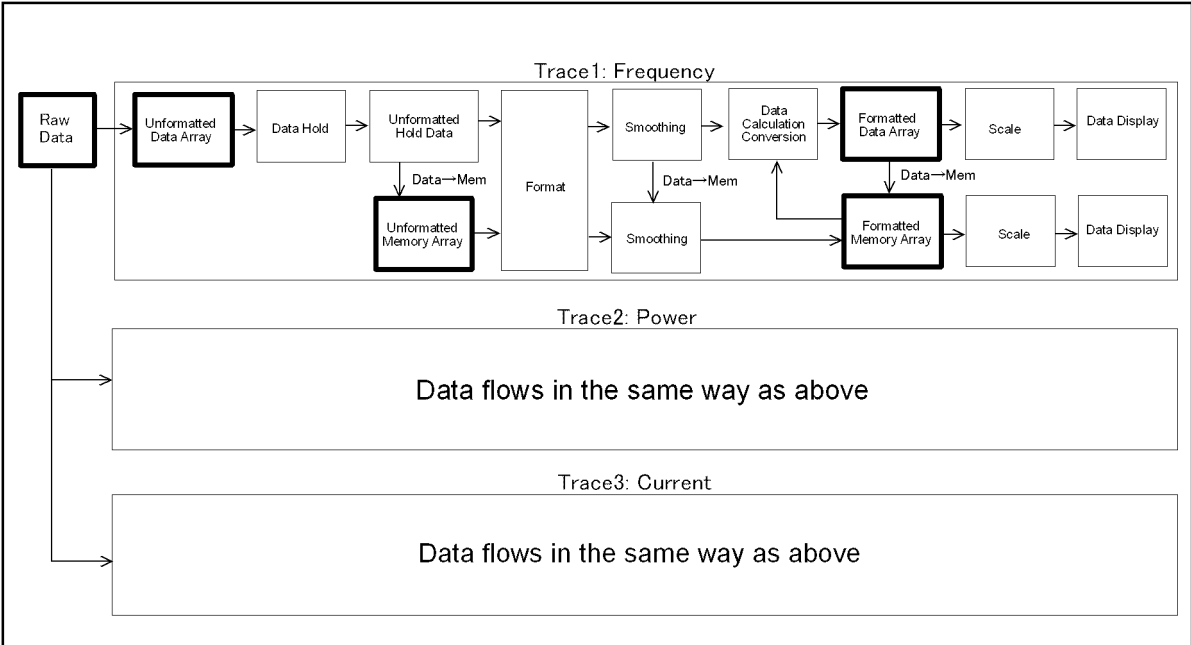 Trace1: Frequency
Raw
Data
Unformatted
Data Array
Data Hold
Unformatted
Hold Data
Format
Smoothing
Data
Calculation
Conversion
Formatted
Data Array
Scale
Data Display
Data→Mem
Data→Mem
Data→Mem
Unformatted
Memory Array
Smoothing
Formatted
Memory Array
Scale
Data Display
Trace2: Power
Data flows in the same way as above
Trace3: Current
Data flows in the same way as above